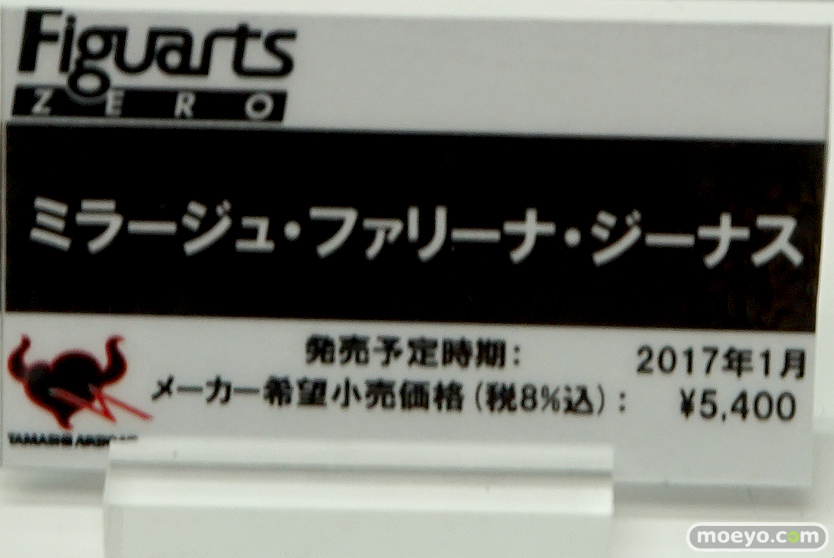 Figuarts
ZERO
ミラージュ・ファリーナ・ジーナス
発売予定時期: 2017年1月
メーカー希望小売価格(税8%込): ¥5,400
moeyo.com